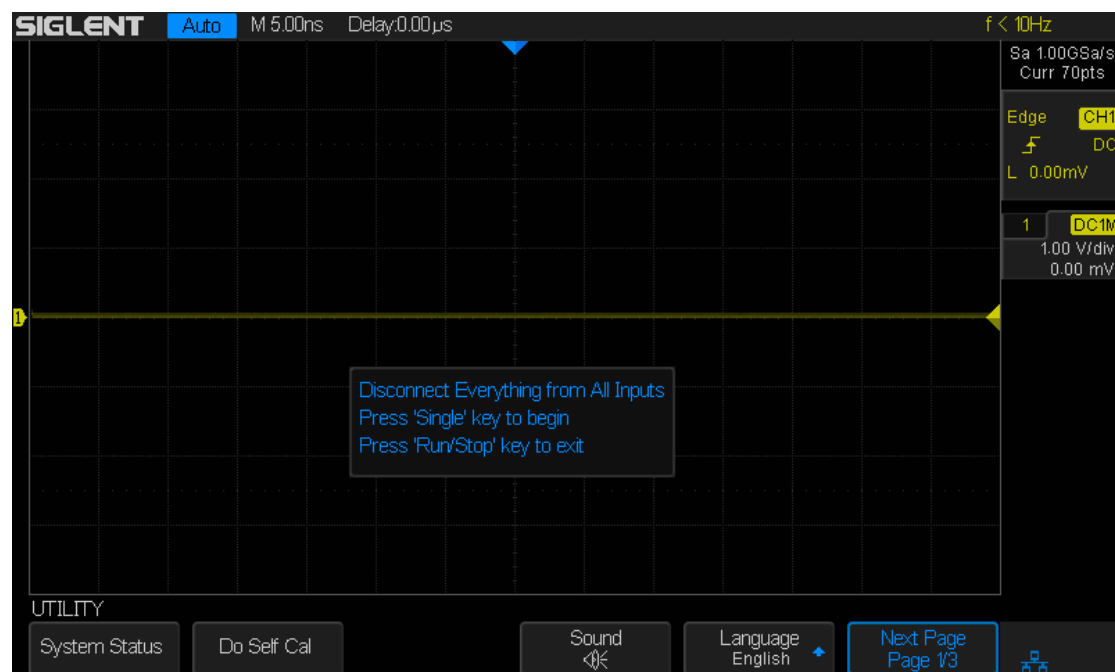 SIGLENT Auto M 5.00ns Delay:0.00μs f < 10Hz
Sa 1.00GSa/s
Curr 70pts
Edge CH1
DC
L 0.00mV
1 DC1M
1.00 V/div
0.00 mV
1
Disconnect Everything from All Inputs
Press 'Single' key to begin
Press 'Run/Stop' key to exit
UTILITY
System Status Do Self Cal Sound Language Next Page
English Page 1/3